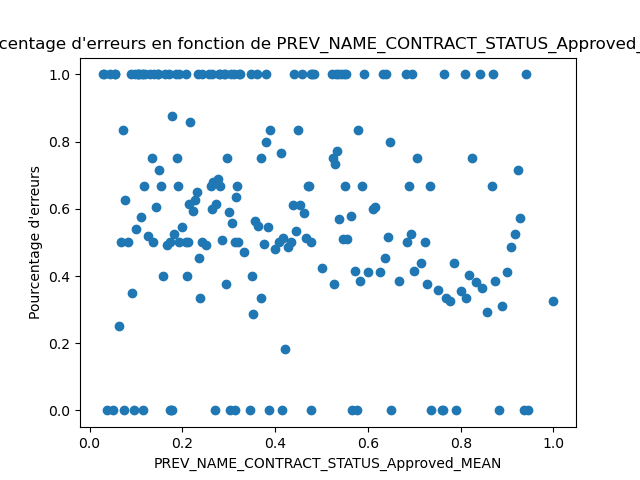 centage d'erreurs en fonction de PREV_NAME_CONTRACT_STATUS_Approved_
1.0
0.8
0.6
0.4
0.2
0.0
Pourcentage d'erreurs
0.0 0.2 0.4 0.6 0.8 1.0
PREV_NAME_CONTRACT_STATUS_Approved_MEAN